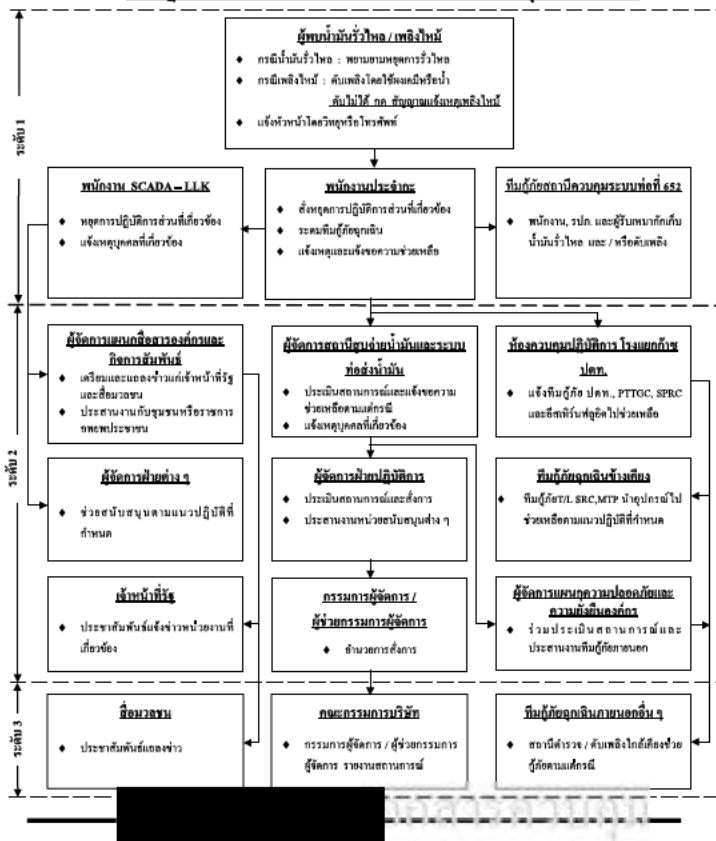 ผู้พบน้ำมันรั่วไหล / เพลิงไหม้
♦ กรณีน้ำมันรั่วไหล : พยายามหยุดการรั่วไหล
♦ กรณีเพลิงไหม้ : ดับเพลิงโดยใช้ผงเคมีหรือน้ำ
ดับไม่ได้ กด สัญญาณแจ้งเหตุเพลิงไหม้
♦ แจ้งหัวหน้าโดยวิทยุหรือโทรศัพท์
ระดับ 1
พนักงาน SCADA – LLK
♦ หยุดการปฏิบัติการส่วนที่เกี่ยวข้อง
♦ แจ้งเหตุบุคคลที่เกี่ยวข้อง
พนักงานประจำกะ
♦ สั่งหยุดการปฏิบัติการส่วนที่เกี่ยวข้อง
♦ ระดมทีมกู้ภัยฉุกเฉิน
♦ แจ้งเหตุและแจ้งขอความช่วยเหลือ
ทีมกู้ภัยสถานีควบคุมระบบท่อที่ 652
♦ พนักงาน, รปภ. และผู้รับเหมากักเก็บ
น้ำมันรั่วไหล และ / หรือดับเพลิง
ระดับ 2
ผู้จัดการแผนกสื่อสารองค์กรและ
กิจการสัมพันธ์
♦ เตรียมและแถลงข่าวแก่เจ้าหน้าที่รัฐ
และสื่อมวลชน
♦ ประสานงานกับชุมชนหรือราชการ
อพยพประชาชน
ผู้จัดการสถานีสูบจ่ายน้ำมันและระบบ
ท่อส่งน้ำมัน
♦ ประเมินสถานการณ์และแจ้งขอความ
ช่วยเหลือตามแต่กรณี
♦ แจ้งเหตุบุคคลที่เกี่ยวข้อง
ห้องควบคุมปฏิบัติการ โรงแยกก๊าซ
ปตท.
♦ แจ้งทีมกู้ภัย ปตท., PTTGC, SPRC
และอีสเทิร์นฟลูอิดไปช่วยเหลือ
ผู้จัดการฝ่ายต่าง ๆ
♦ ช่วยสนับสนุนตามแนวปฏิบัติที่
กำหนด
ผู้จัดการฝ่ายปฏิบัติการ
♦ ประเมินสถานการณ์และสั่งการ
♦ ประสานงานหน่วยสนับสนุนต่าง ๆ
ทีมกู้ภัยฉุกเฉินข้างเคียง
♦ ทีมกู้ภัยT/L SRC,MTP นำอุปกรณ์ไป
ช่วยเหลือตามแนวปฏิบัติที่กำหนด
เจ้าหน้าที่รัฐ
♦ ประชาสัมพันธ์แจ้งข่าวหน่วยงานที่
เกี่ยวข้อง
กรรมการผู้จัดการ /
ผู้ช่วยกรรมการผู้จัดการ
♦ อำนวยการสั่งการ
ผู้จัดการแผนกความปลอดภัยและ
ความยั่งยืนองค์กร
♦ ร่วมประเมินสถานการณ์และ
ประสานงานทีมกู้ภัยภายนอก
ระดับ 3
สื่อมวลชน
♦ ประชาสัมพันธ์แถลงข่าว
คณะกรรมการบริษัท
♦ กรรมการผู้จัดการ / ผู้ช่วยกรรมการ
ผู้จัดการ รายงานสถานการณ์
ทีมกู้ภัยฉุกเฉินภายนอกอื่น ๆ
♦ สถานีตำรวจ / ดับเพลิงใกล้เคียงช่วย
กู้ภัยตามแต่กรณี